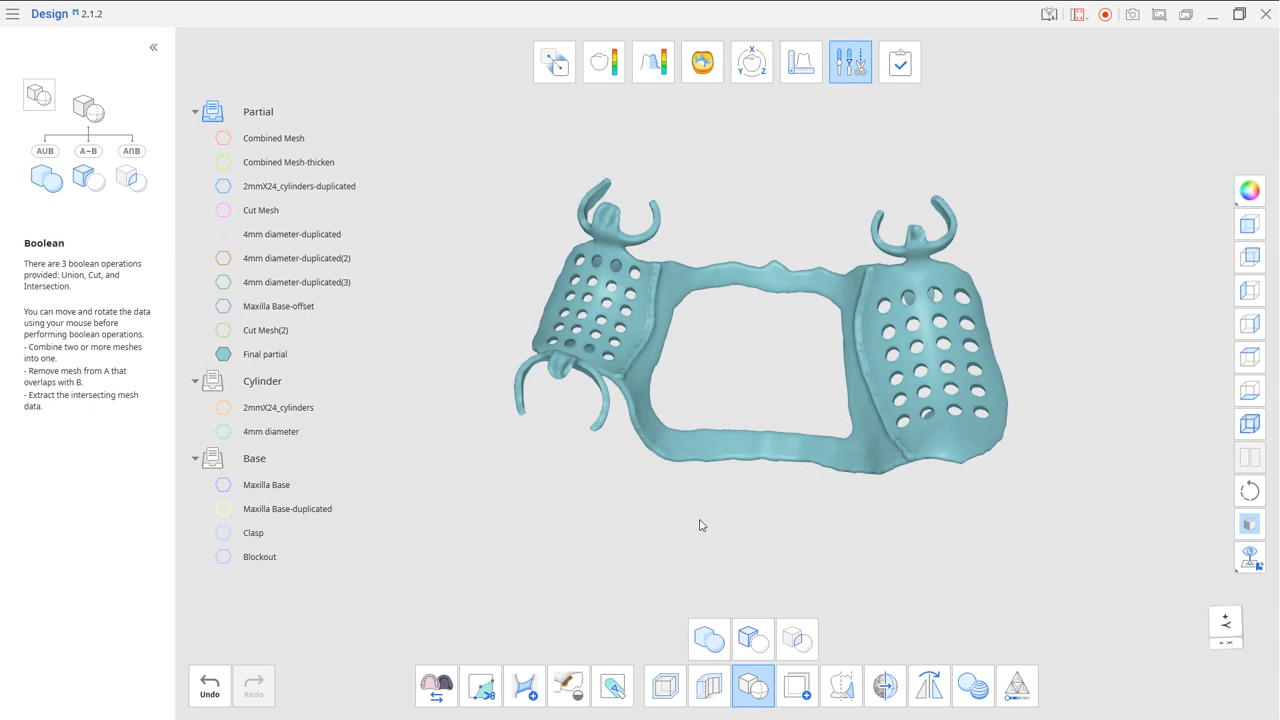 Design 2.1.2
AUB
A-B
A∩B
Boolean
There are 3 boolean operations
provided: Union, Cut, and
Intersection.
You can move and rotate the data
using your mouse before
performing boolean operations.
- Combine two or more meshes
into one.
- Remove mesh from A that
overlaps with B.
- Extract the intersecting mesh
data.
Partial
Combined Mesh
Combined Mesh-thicken
2mmX24_cylinders-duplicated
Cut Mesh
4mm diameter-duplicated
4mm diameter-duplicated(2)
4mm diameter-duplicated(3)
Maxilla Base-offset
Cut Mesh(2)
Final partial
Cylinder
2mmX24_cylinders
4mm diameter
Base
Maxilla Base
Maxilla Base-duplicated
Clasp
Blockout
X
Y
Z
Undo
Redo